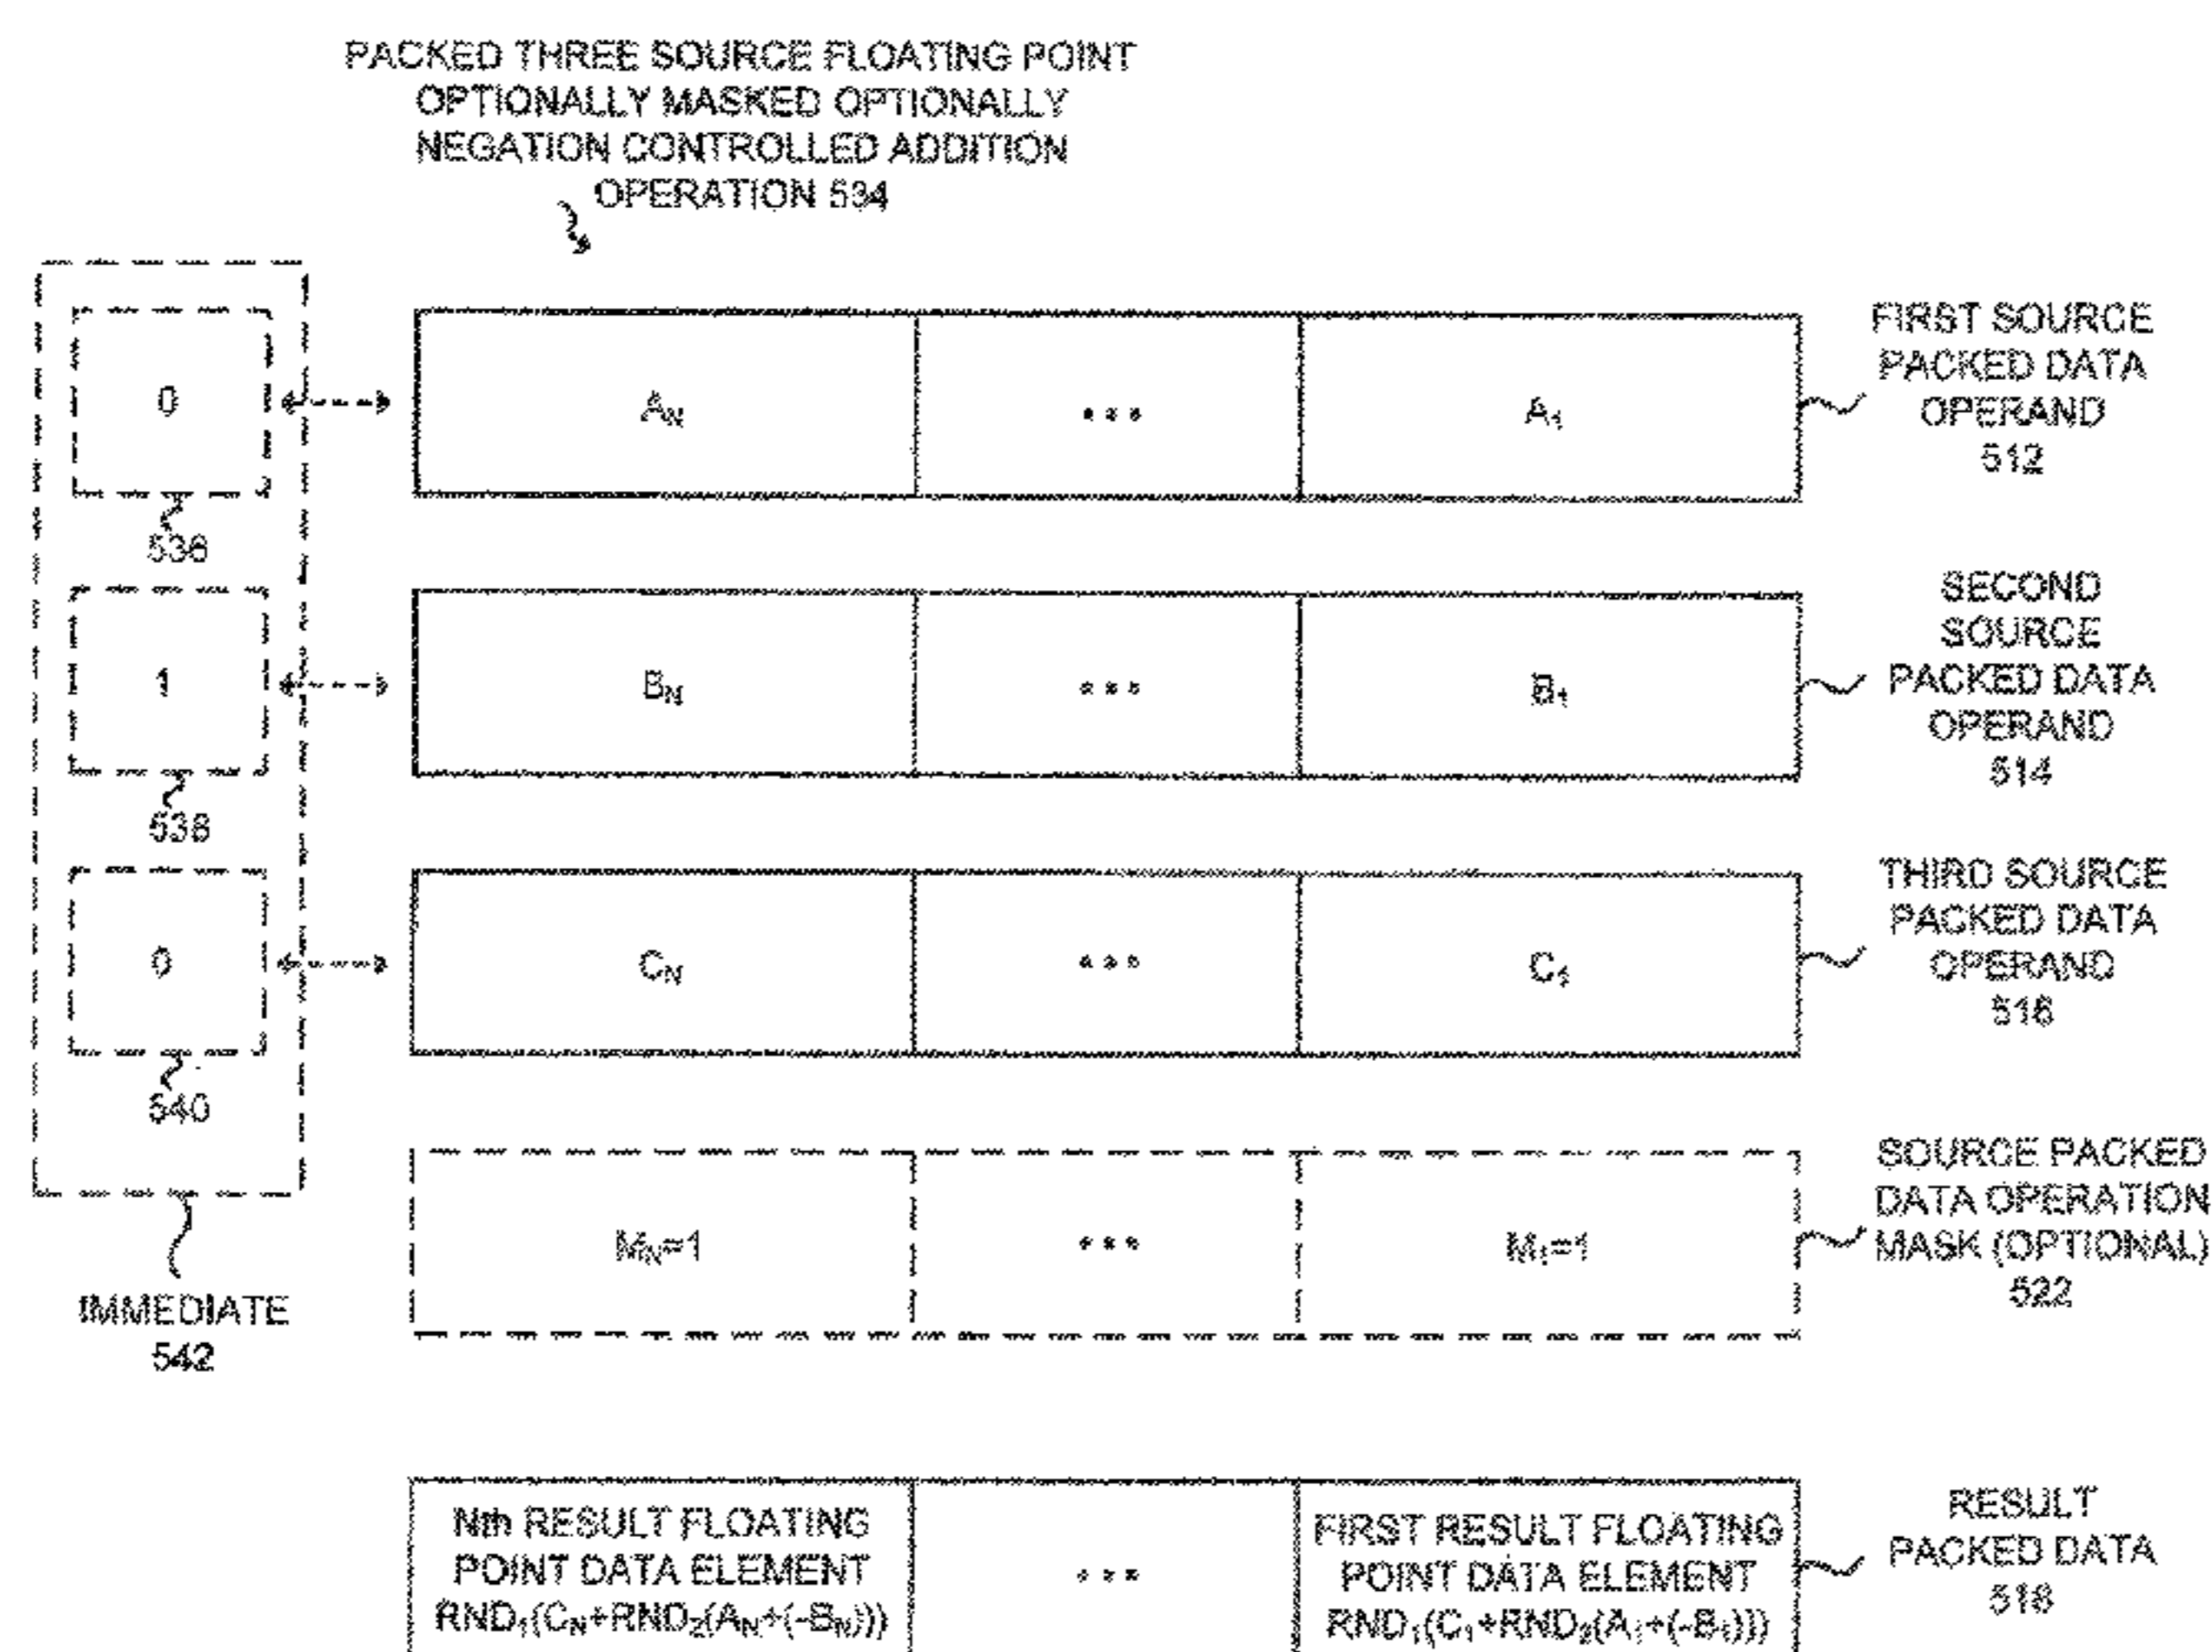 PACKED THREE SOURCE FLOATING POINT
OPTIONALLY MASKED OPTIONALLY
NEGATION CONTROLLED ADDITION
OPERATION 534
0
536
A_N
...
A_1
FIRST SOURCE
PACKED DATA
OPERAND
512
1
538
B_N
...
B_1
SECOND
SOURCE
PACKED DATA
OPERAND
514
0
540
C_N
...
C_1
THIRD SOURCE
PACKED DATA
OPERAND
516
IMMEDIATE
542
M_N=1
...
M_1=1
SOURCE PACKED
DATA OPERATION
MASK (OPTIONAL)
522
Nth RESULT FLOATING
POINT DATA ELEMENT
RND_1(C_N+RND_2(A_N+(-B_N)))
...
FIRST RESULT FLOATING
POINT DATA ELEMENT
RND_1(C_1+RND_2(A_1+(-B_1)))
RESULT
PACKED DATA
518